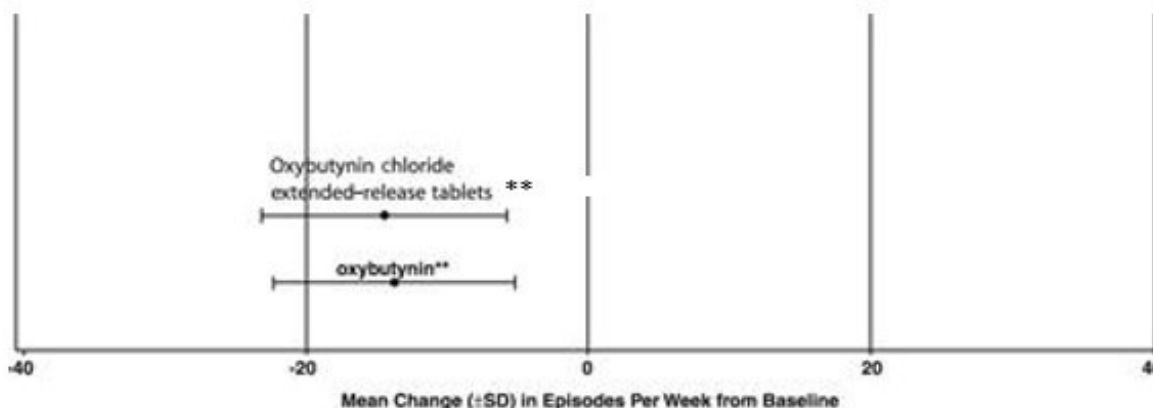 Oxybutynin chloride
extended-release tablets **
oxybutynin**
-40 -20 0 20 4
Mean Change (±SD) in Episodes Per Week from Baseline